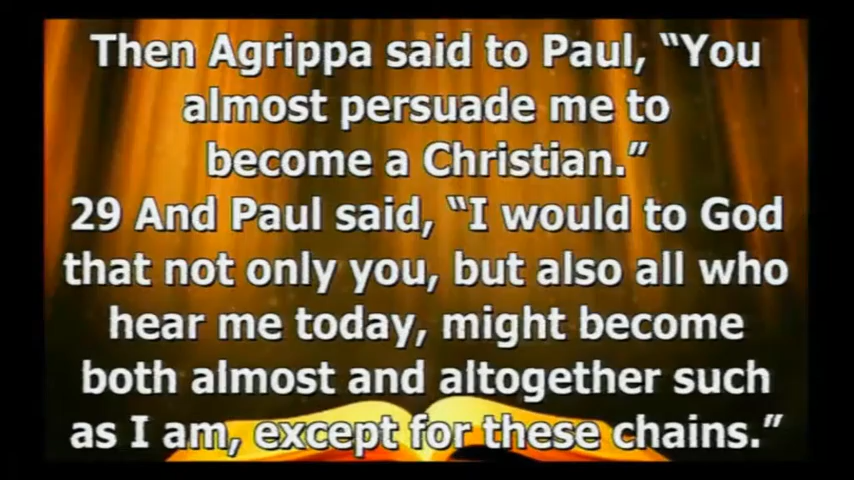 Then Agrippa said to Paul, “You
almost persuade me to
become a Christian.”
29 And Paul said, “I would to God
that not only you, but also all who
hear me today, might become
both almost and altogether such
as I am, except for these chains.”